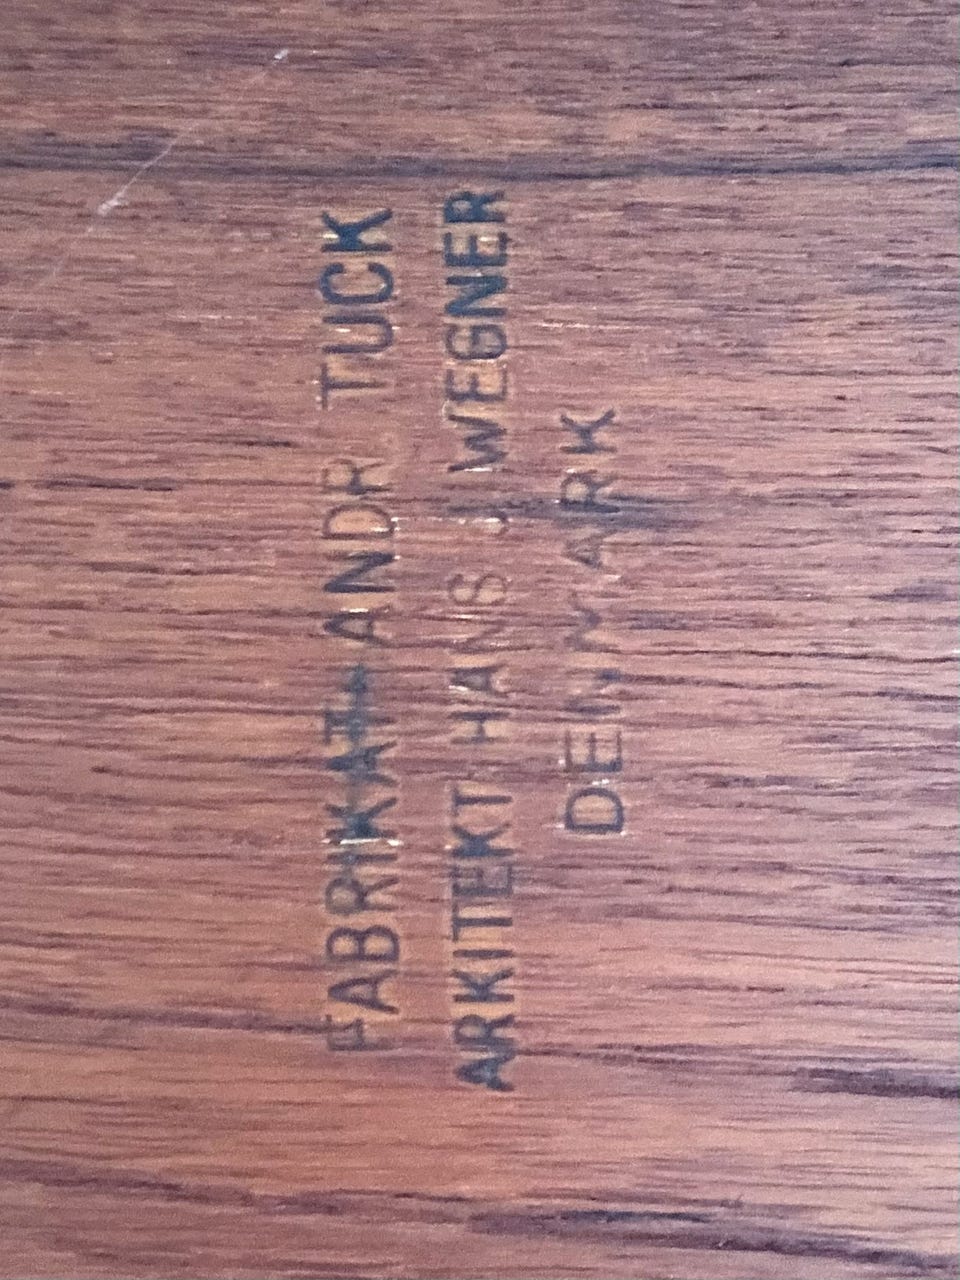 FABRIKAT: ANDR TUCK
ARKITEKT: HANS J WEGNER
DENMARK